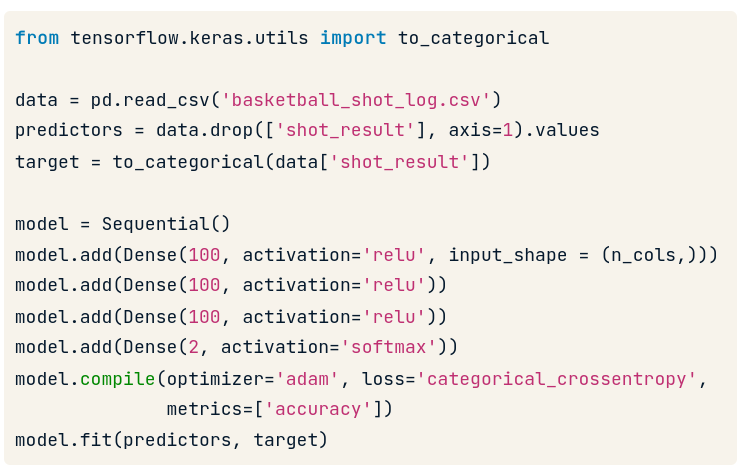 from tensorflow.keras.utils import to_categorical

data = pd.read_csv('basketball_shot_log.csv')
predictors = data.drop(['shot_result'], axis=1).values
target = to_categorical(data['shot_result'])

model = Sequential()
model.add(Dense(100, activation='relu', input_shape = (n_cols,)))
model.add(Dense(100, activation='relu'))
model.add(Dense(100, activation='relu'))
model.add(Dense(2, activation='softmax'))
model.compile(optimizer='adam', loss='categorical_crossentropy',
              metrics=['accuracy'])
model.fit(predictors, target)